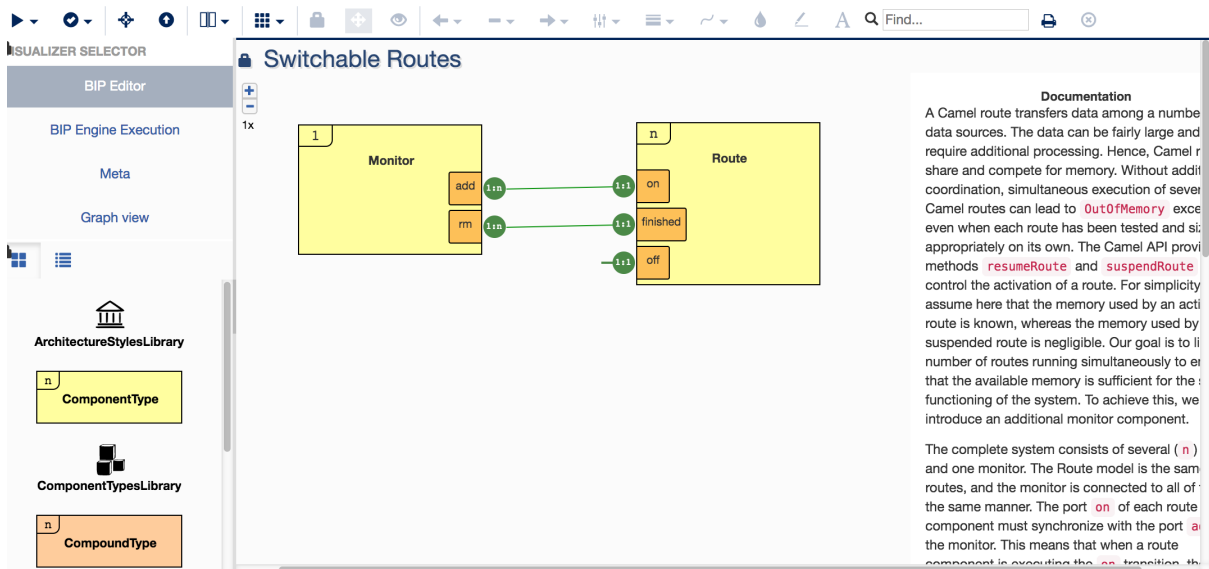 Find...
ISUALIZER SELECTOR
BIP Editor
BIP Engine Execution
Meta
Graph view
ArchitectureStylesLibrary
n
ComponentType
ComponentTypesLibrary
n
CompoundType
Switchable Routes
1x
1
Monitor
add
1:n
rm
1:n
n
Route
1:1
on
1:1
finished
1:1
off
Documentation
A Camel route transfers data among a numbe
data sources. The data can be fairly large and
require additional processing. Hence, Camel r
share and compete for memory. Without addit
coordination, simultaneous execution of sever
Camel routes can lead to OutOfMemory exce
even when each route has been tested and siz
appropriately on its own. The Camel API provi
methods resumeRoute and suspendRoute
control the activation of a route. For simplicity
assume here that the memory used by an acti
route is known, whereas the memory used by
suspended route is negligible. Our goal is to li
number of routes running simultaneously to en
that the available memory is sufficient for the s
functioning of the system. To achieve this, we
introduce an additional monitor component.
The complete system consists of several ( n )
and one monitor. The Route model is the sam
routes, and the monitor is connected to all of
the same manner. The port on of each route
component must synchronize with the port a
the monitor. This means that when a route
component is executing the on transition, th